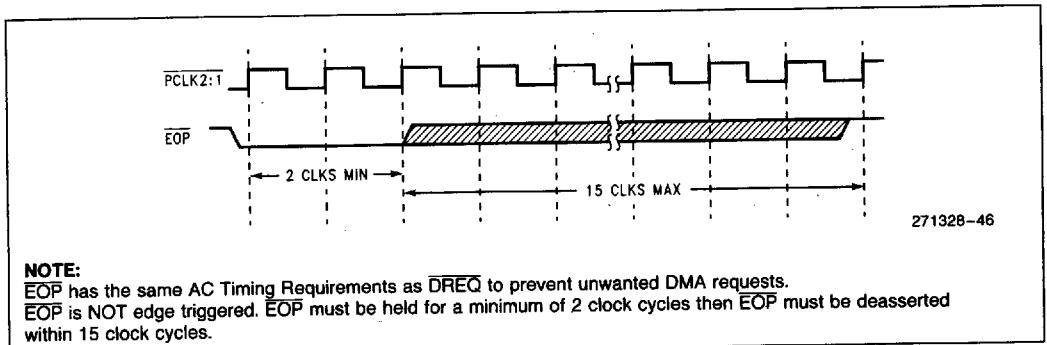 PCLK2:1
EOP
2 CLKS MIN
15 CLKS MAX
271328-46
NOTE:
EOP has the same AC Timing Requirements as DREQ to prevent unwanted DMA requests.
EOP is NOT edge triggered. EOP must be held for a minimum of 2 clock cycles then EOP must be deasserted
within 15 clock cycles.